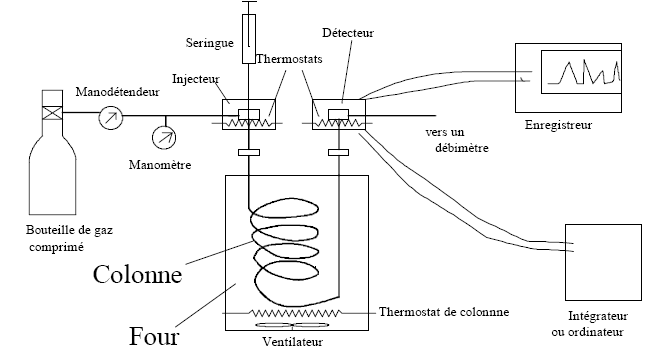 Seringue
Détecteur
Thermostats
Injecteur
Manodétendeur
Enregistreur
vers un
débimètre
Manomètre
Bouteille de gaz
comprimé
Colonne
Four
Thermostat de colonnne
Ventilateur
Intégrateur
ou ordinateur